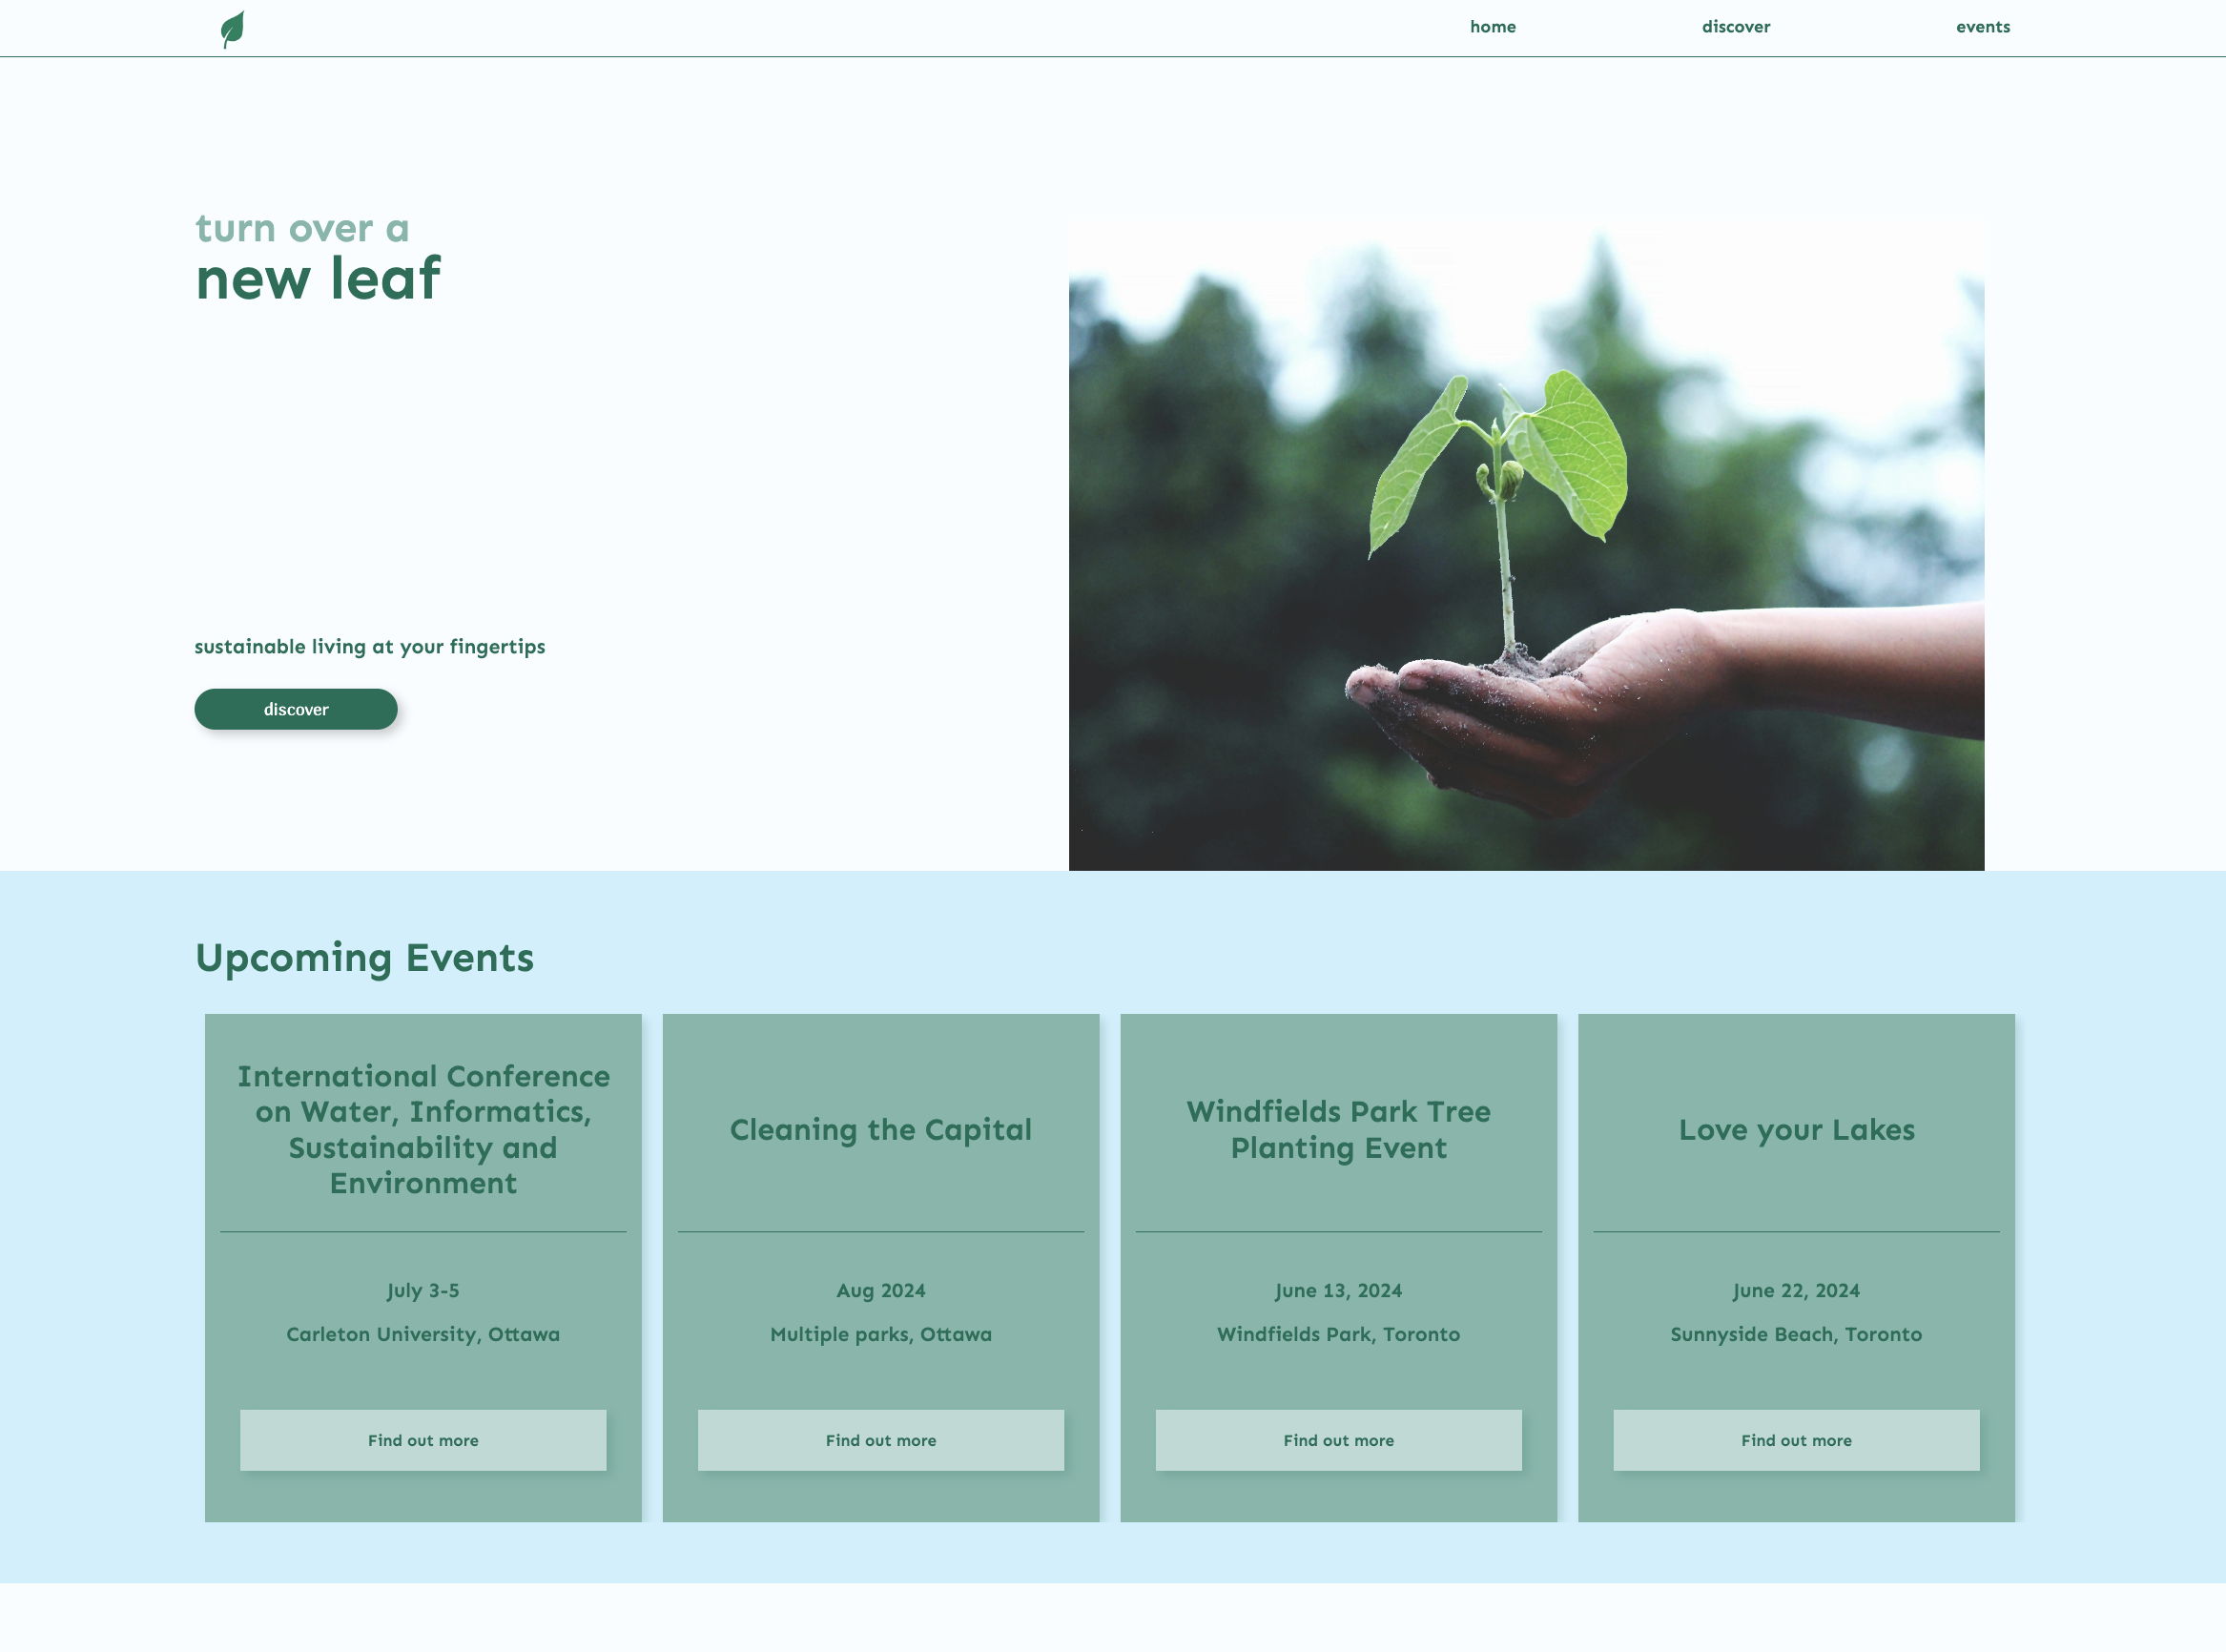 home discover events
turn over a
new leaf
sustainable living at your fingertips
discover
Upcoming Events
International Conference
on Water, Informatics,
Sustainability and
Environment
July 3-5
Carleton University, Ottawa
Find out more
Cleaning the Capital
Aug 2024
Multiple parks, Ottawa
Find out more
Windfields Park Tree
Planting Event
June 13, 2024
Windfields Park, Toronto
Find out more
Love your Lakes
June 22, 2024
Sunnyside Beach, Toronto
Find out more